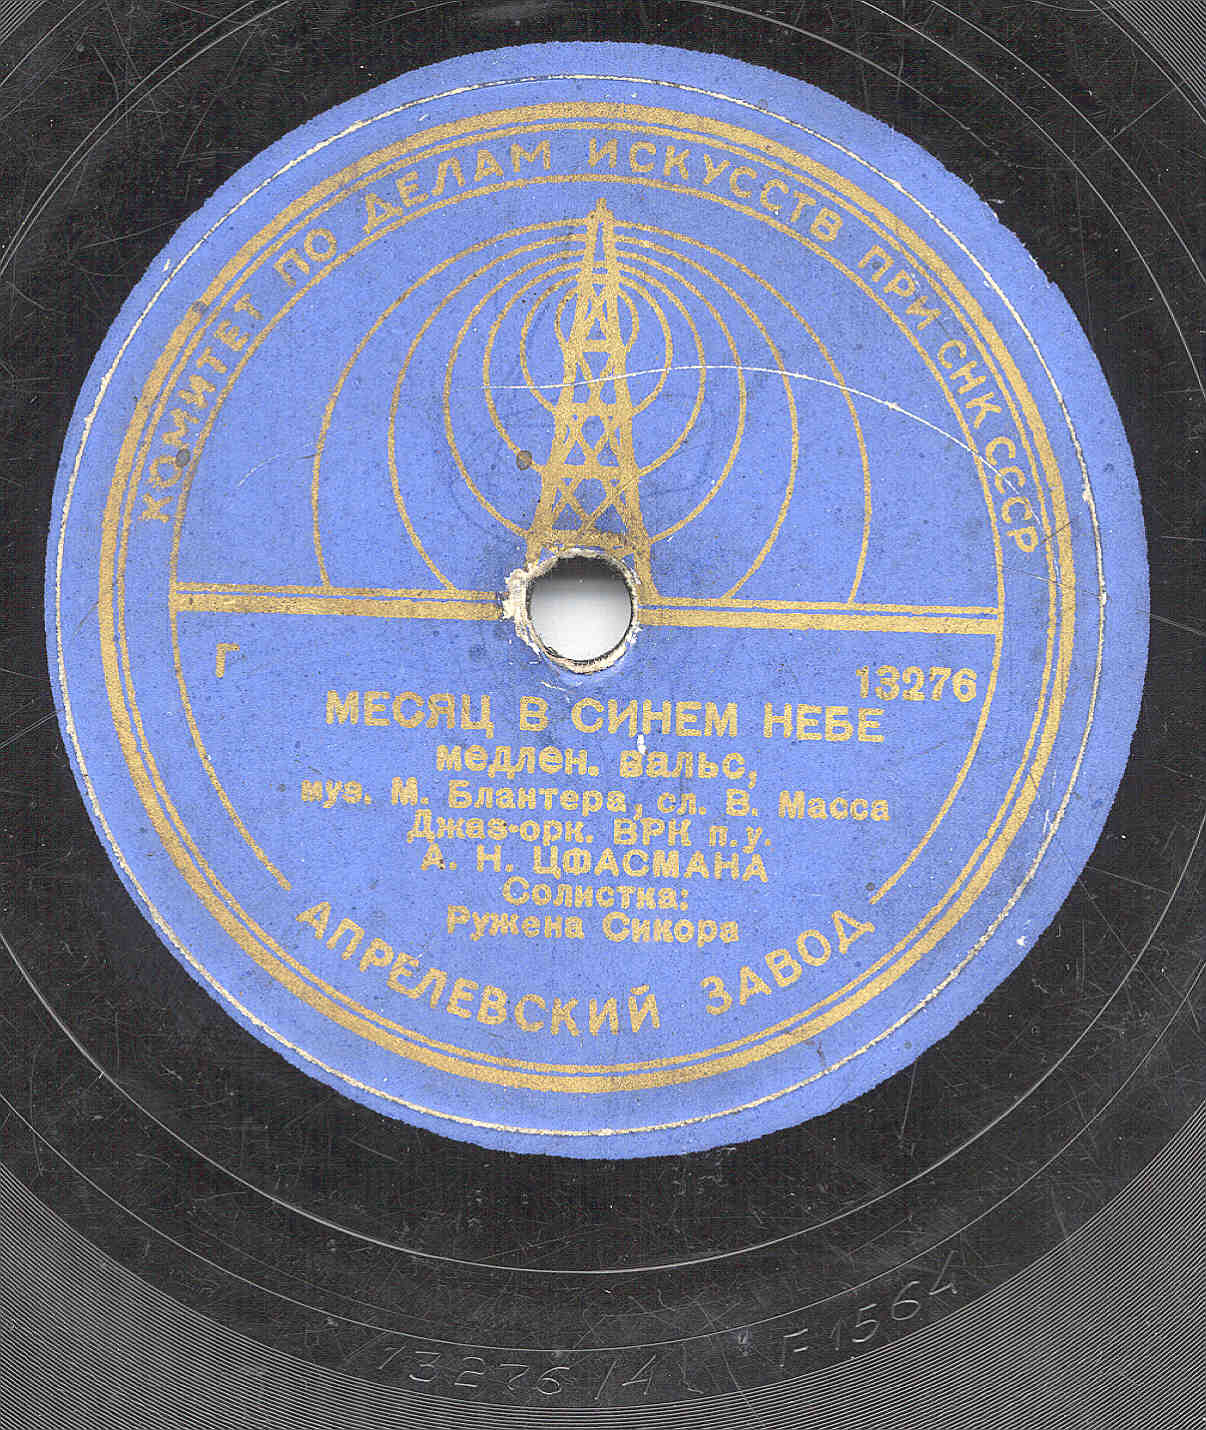 КОМИТЕТ ПО ДЕЛАМ ИСКУССТВ ПРИ СНК СССР
Г
13276
МЕСЯЦ В СИНЕМ НЕБЕ
медлен. вальс,
муз. М. Блантера, сл. В. Масса
Джаз-орк. ВРК п.у.
А. Н. ЦФАСМАНА
Солистка:
Ружена Сикора
АПРЕЛЕВСКИЙ ЗАВОД
13276 14 F 1564